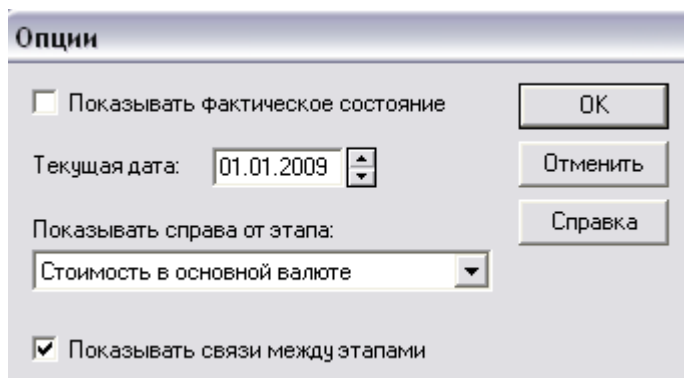 Опции
Показывать фактическое состояние
OK
Текущая дата: 01.01.2009
Отменить
Показывать справа от этапа:
Справка
Стоимость в основной валюте
Показывать связи между этапами